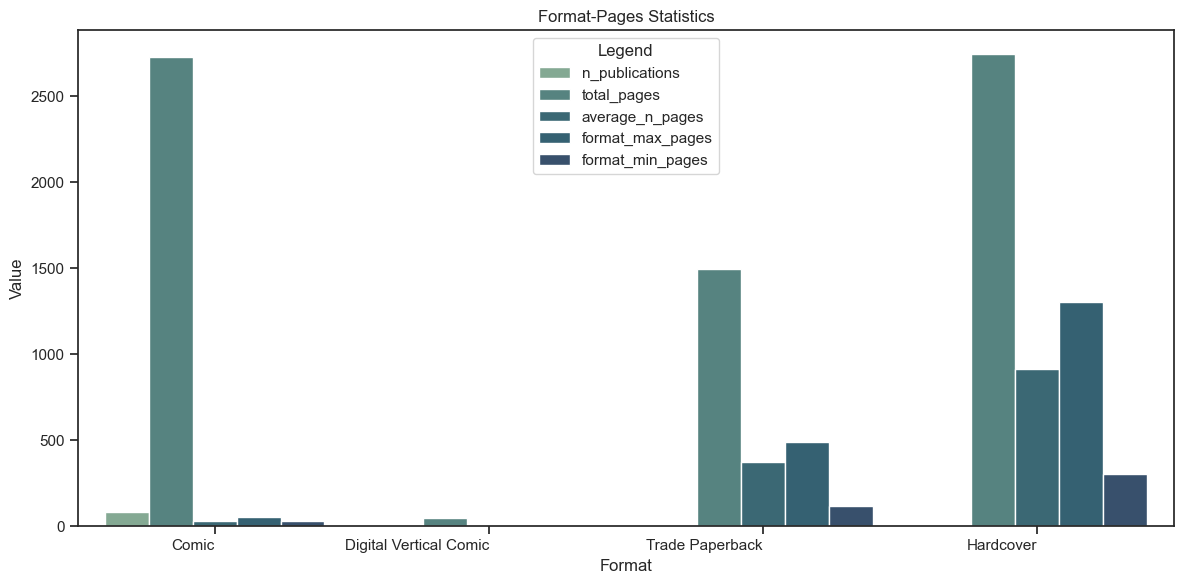 Format-Pages Statistics
Legend
n_publications
total_pages
average_n_pages
format_max_pages
format_min_pages
Value
2500
2000
1500
1000
500
0
Comic
Digital Vertical Comic
Trade Paperback
Hardcover
Format